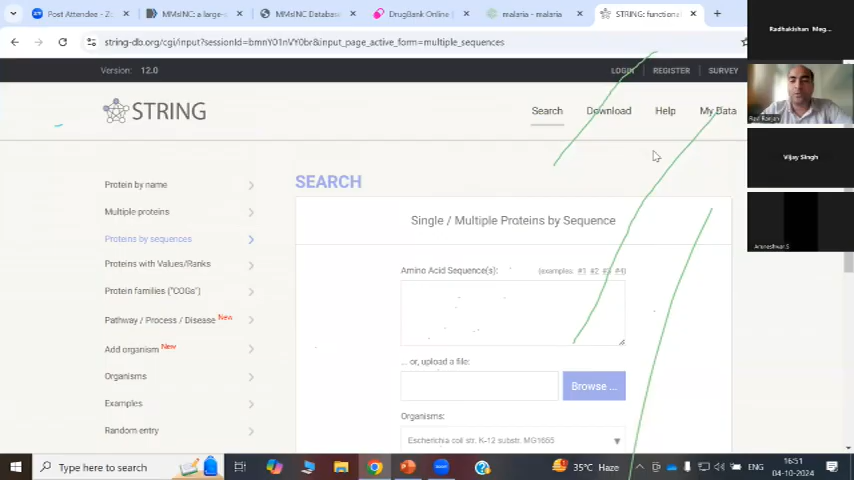 Post Attendee - Z
MMsINC: a large-
MMsINC Database
DrugBank Online |
malaria - malaria
STRING: functiona
string-db.org/cgi/input?sessionId=bmnY01nVY0br&input_page_active_form=multiple_sequences
Version: 12.0
LOGIN
REGISTER
SURVEY
STRING
Search
Download
Help
My Data
Protein by name
Multiple proteins
Proteins by sequences
Proteins with Values/Ranks
Protein families ("COGs")
Pathway / Process / Disease New
Add organism New
Organisms
Examples
Random entry
SEARCH
Single / Multiple Proteins by Sequence
Amino Acid Sequence(s):
(examples: #1 #2 #3 #4)
... or, upload a file:
Browse ...
Organisms:
Escherichia coli str. K-12 substr. MG1655
Radhakishan Meg...
Ravi Ranjan
Vijay Singh
Type here to search
35°C Haze
ENG
16:51
04-10-2024